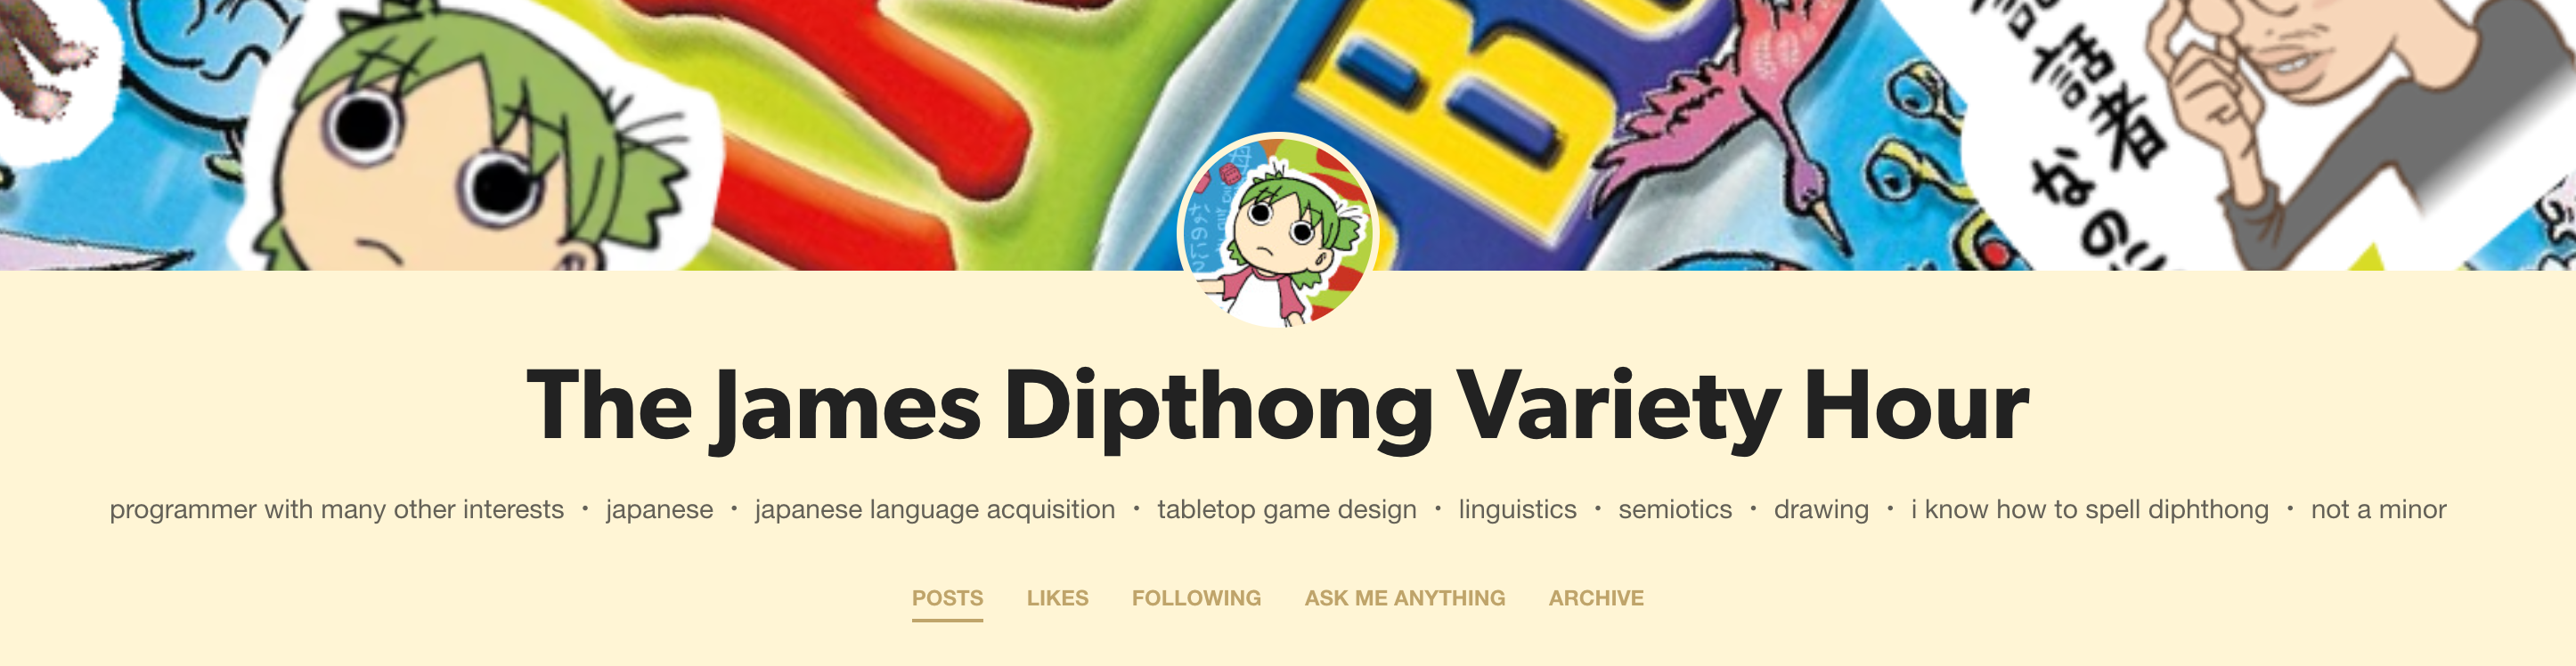 話
話
者
な
の
B
The James Dipthong Variety Hour
programmer with many other interests • japanese • japanese language acquisition • tabletop game design • linguistics • semiotics • drawing • i know how to spell diphthong • not a minor
POSTS LIKES FOLLOWING ASK ME ANYTHING ARCHIVE